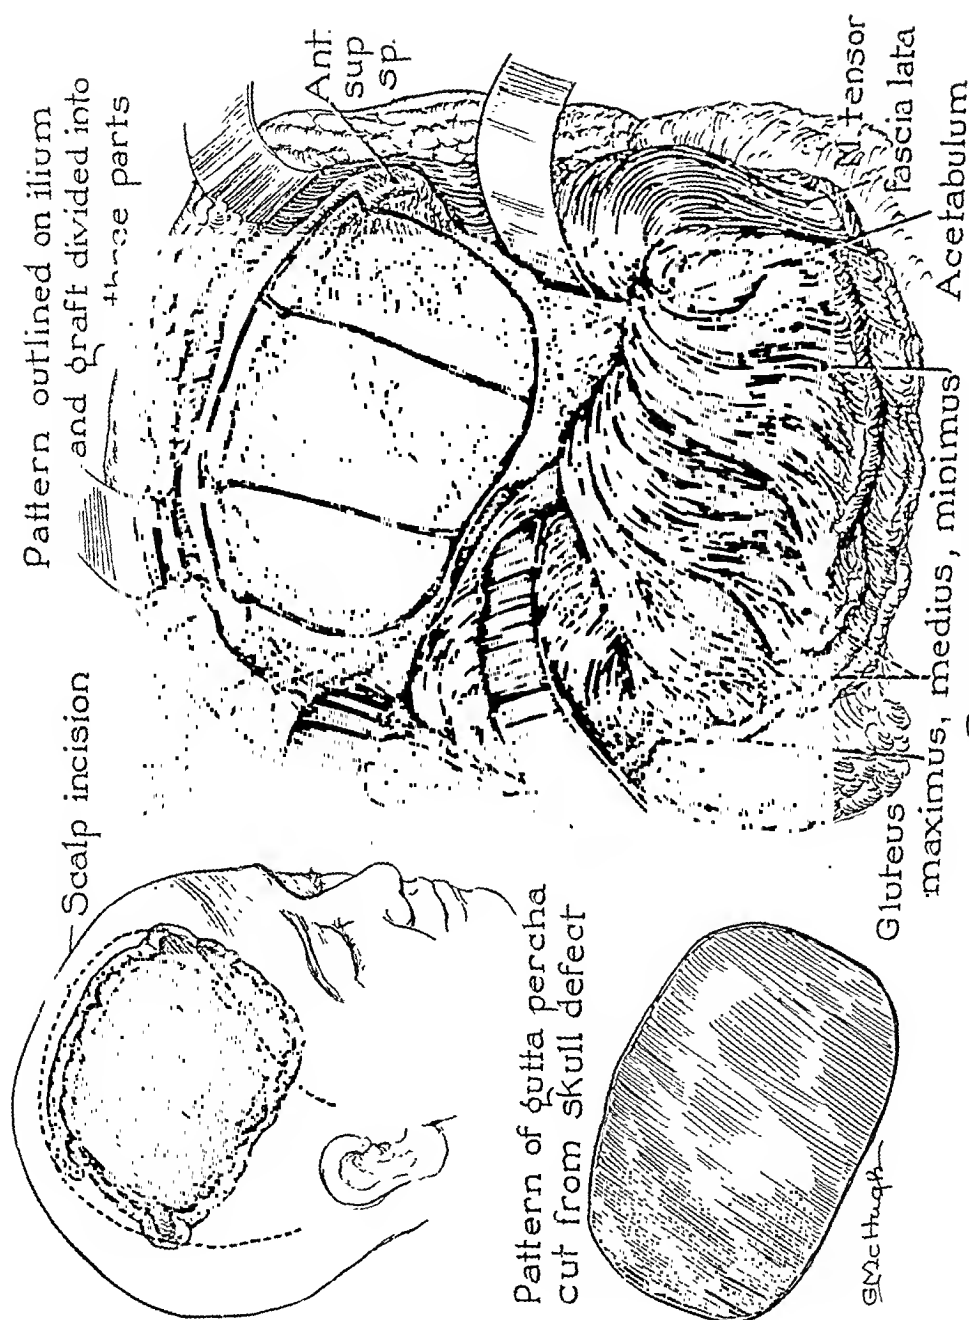 Scalp incision
Pattern outlined on ilium
and graft divided into
three parts
Ant.
sup
sp.
Pattern of gutta percha
cut from skull defect
M tensor
fascia lata
Acetabulum
Gluteus
maximus, medius, minimus
GMcHugh